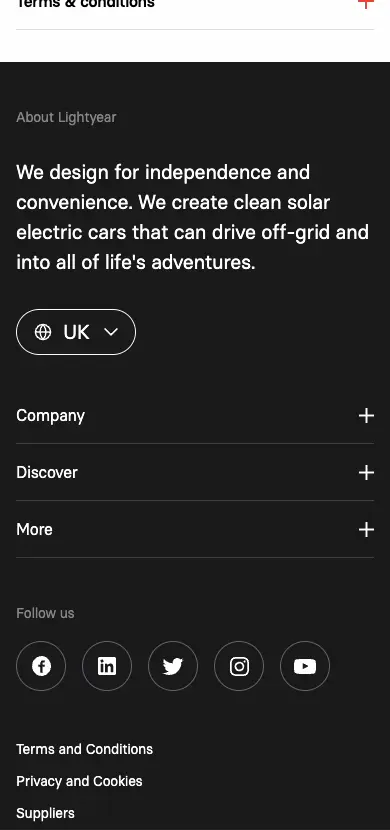 Terms & conditions
About Lightyear
We design for independence and
convenience. We create clean solar
electric cars that can drive off-grid and
into all of life's adventures.
UK
Company
Discover
More
Follow us
Terms and Conditions
Privacy and Cookies
Suppliers